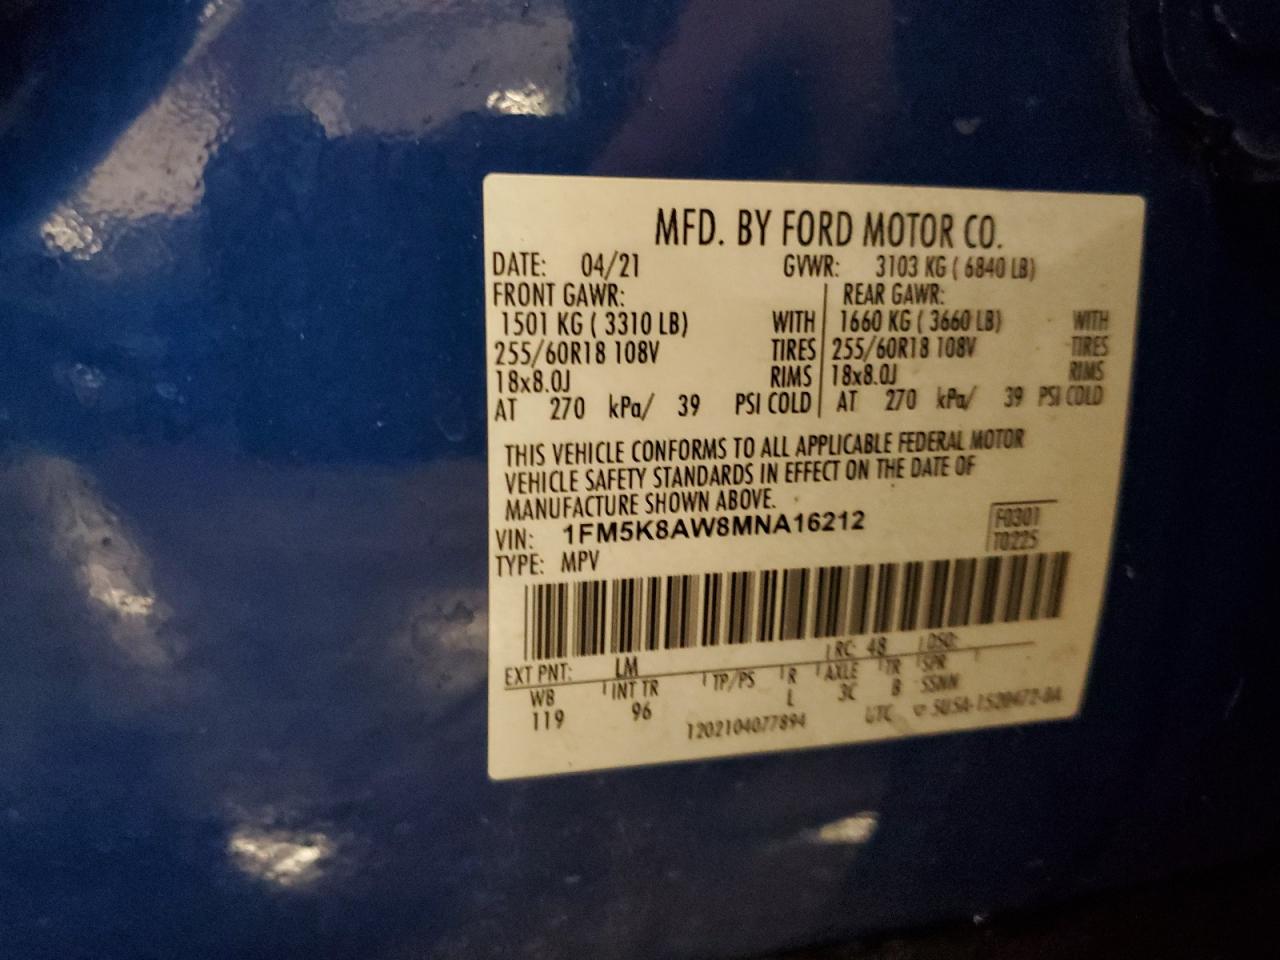 MFD. BY FORD MOTOR CO.
DATE: 04/21 GVWR: 3103 KG ( 6840 LB)
FRONT GAWR: REAR GAWR:
1501 KG ( 3310 LB) WITH 1660 KG ( 3660 LB) WITH
255/60R18 108V TIRES 255/60R18 108V TIRES
18x8.0J RIMS 18x8.0J RIMS
AT 270 kPa/ 39 PSI COLD AT 270 kPa/ 39 PSI COLD
THIS VEHICLE CONFORMS TO ALL APPLICABLE FEDERAL MOTOR
VEHICLE SAFETY STANDARDS IN EFFECT ON THE DATE OF
MANUFACTURE SHOWN ABOVE.
VIN: 1FM5K8AW8MNA16212 F0301
TYPE: MPV T0225
EXT PNT: LM RC: 48 DSO:
WB INT TR TP/PS R AXLE TR SPR
119 96 L 3C B SSNN
1202104077894 UTC